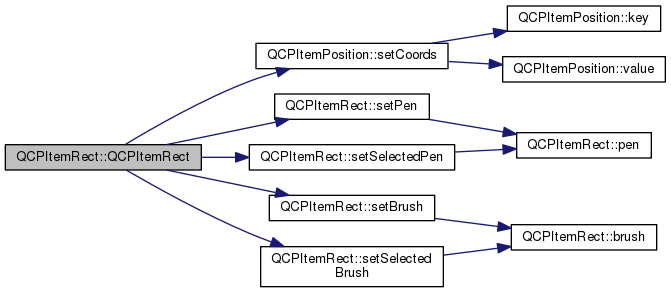 QCPItemRect::QCPItemRect
QCPItemPosition::setCoords
QCPItemPosition::key
QCPItemPosition::value
QCPItemRect::setPen
QCPItemRect::setSelectedPen
QCPItemRect::pen
QCPItemRect::setBrush
QCPItemRect::setSelected
Brush
QCPItemRect::brush